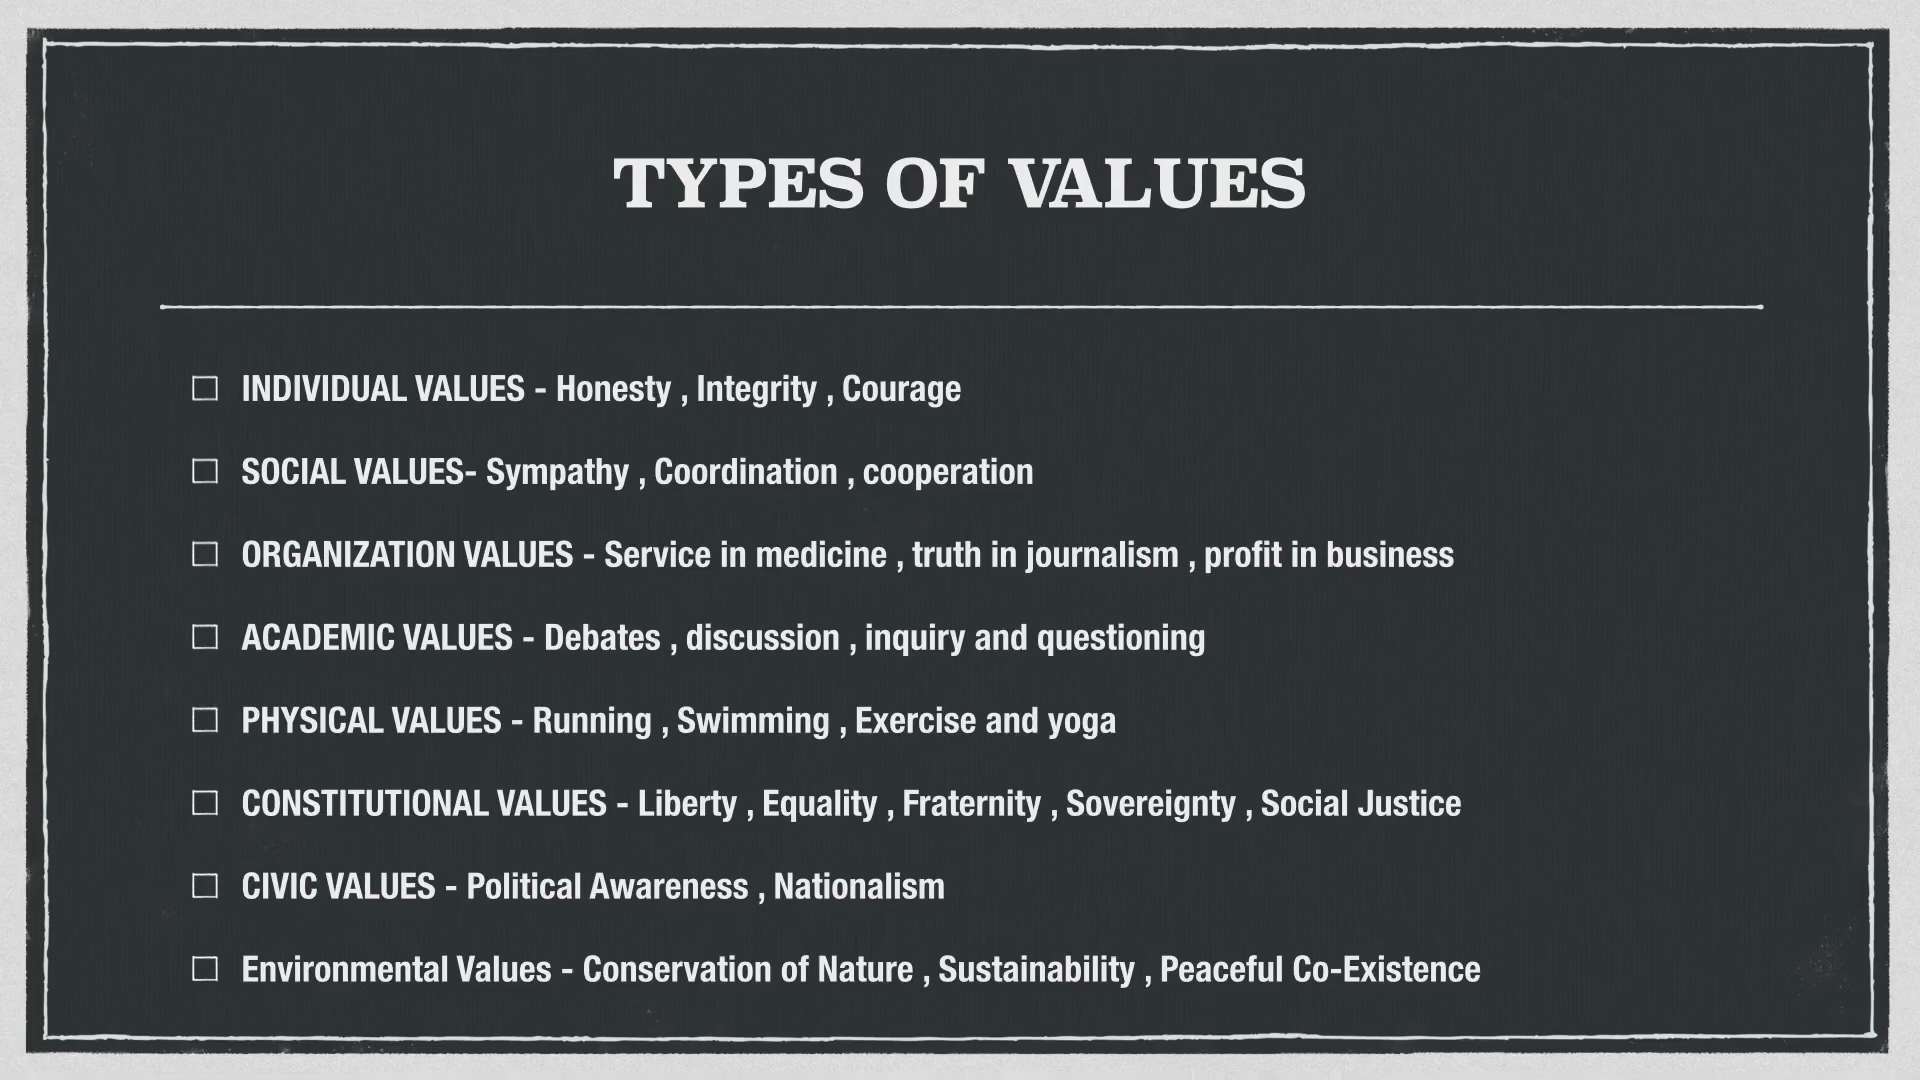 TYPES OF VALUES
INDIVIDUAL VALUES - Honesty , Integrity , Courage
SOCIAL VALUES- Sympathy , Coordination , cooperation
ORGANIZATION VALUES - Service in medicine , truth in journalism , profit in business
ACADEMIC VALUES - Debates , discussion , inquiry and questioning
PHYSICAL VALUES - Running , Swimming , Exercise and yoga
CONSTITUTIONAL VALUES - Liberty , Equality , Fraternity , Sovereignty , Social Justice
CIVIC VALUES - Political Awareness , Nationalism
Environmental Values - Conservation of Nature , Sustainability , Peaceful Co-Existence